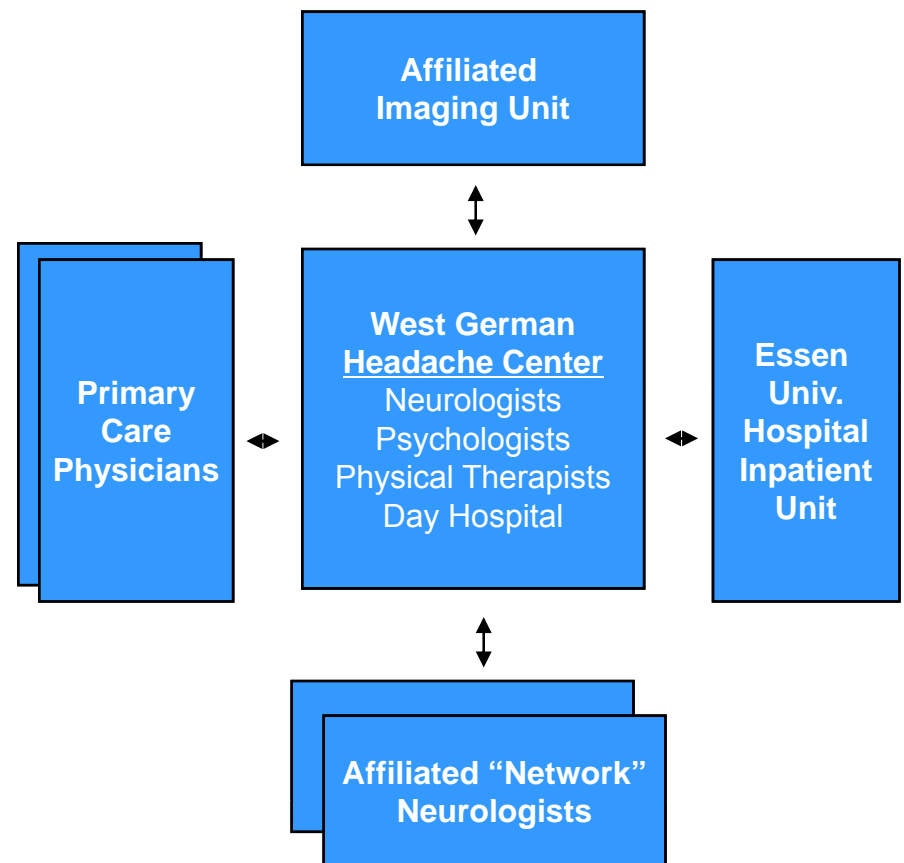 Affiliated
Imaging Unit
Primary
Care
Physicians
West German
Headache Center
Neurologists
Psychologists
Physical Therapists
Day Hospital
Essen
Univ.
Hospital
Inpatient
Unit
Affiliated “Network”
Neurologists